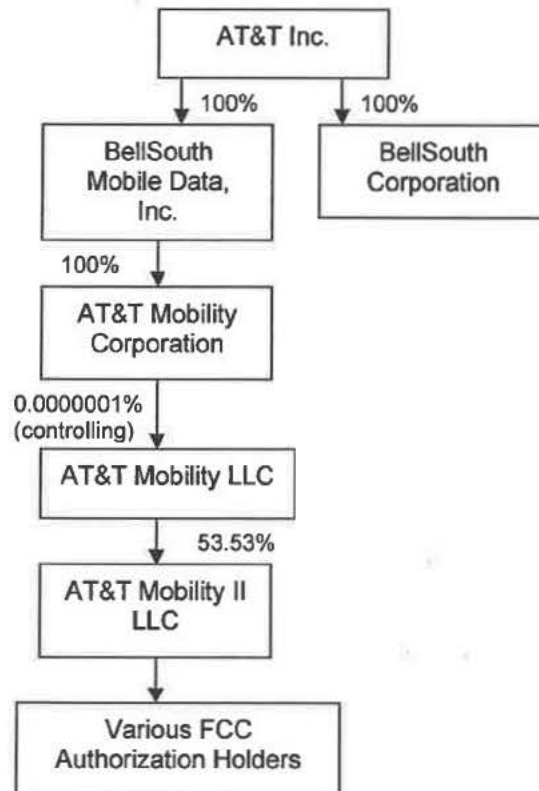 AT&T Inc.
100%
100%
BellSouth
Mobile Data,
Inc.
BellSouth
Corporation
100%
AT&T Mobility
Corporation
0.0000001%
(controlling)
AT&T Mobility LLC
53.53%
AT&T Mobility II
LLC
Various FCC
Authorization Holders